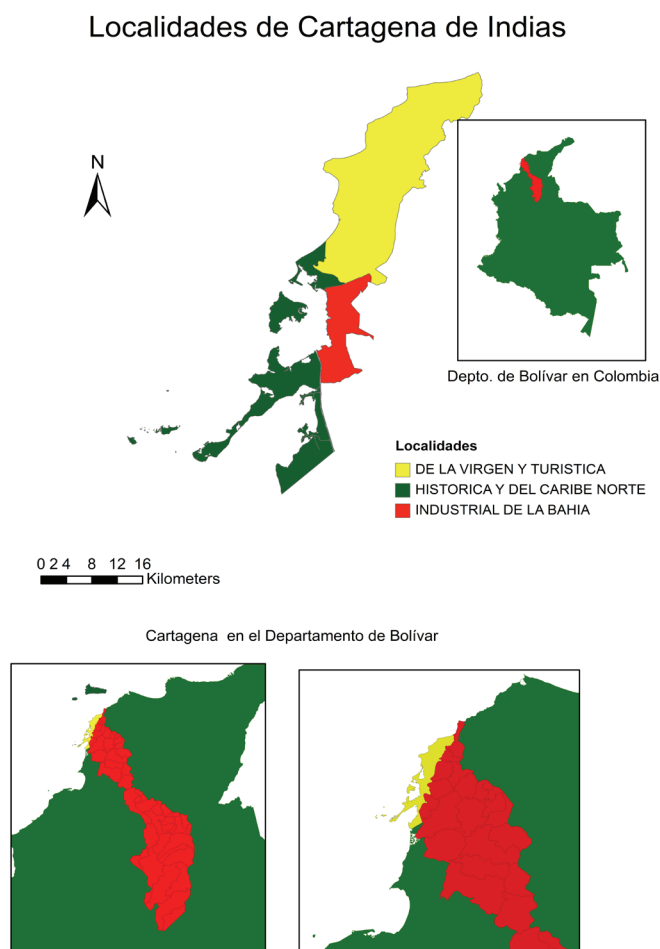 Localidades de Cartagena de Indias
N
Depto. de Bolívar en Colombia
Localidades
DE LA VIRGEN Y TURISTICA
HISTORICA Y DEL CARIBE NORTE
INDUSTRIAL DE LA BAHIA
0 2 4 8 12 16
Kilometers
Cartagena en el Departamento de Bolívar